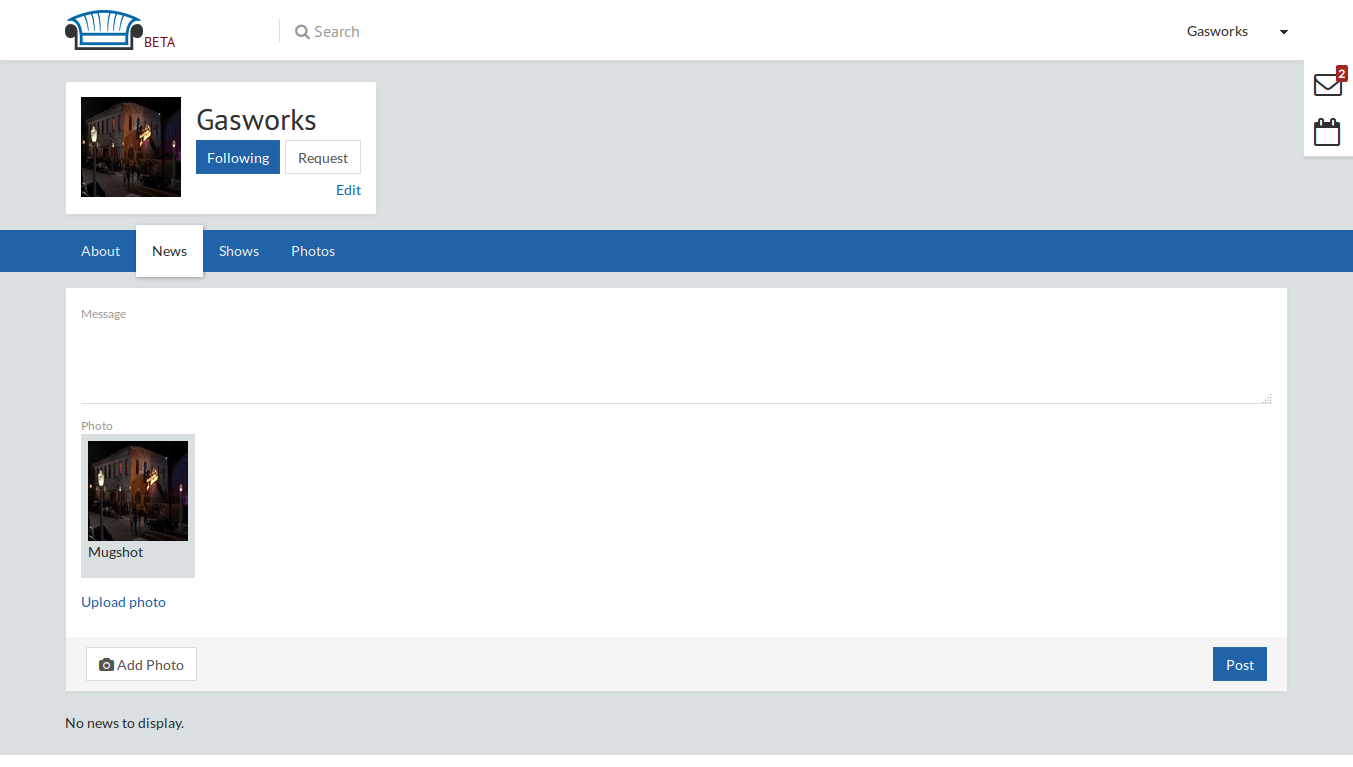 BETA
Search
Gasworks
2
Gasworks
Following
Request
Edit
About
News
Shows
Photos
Message
Photo
Mugshot
Upload photo
Add Photo
Post
No news to display.